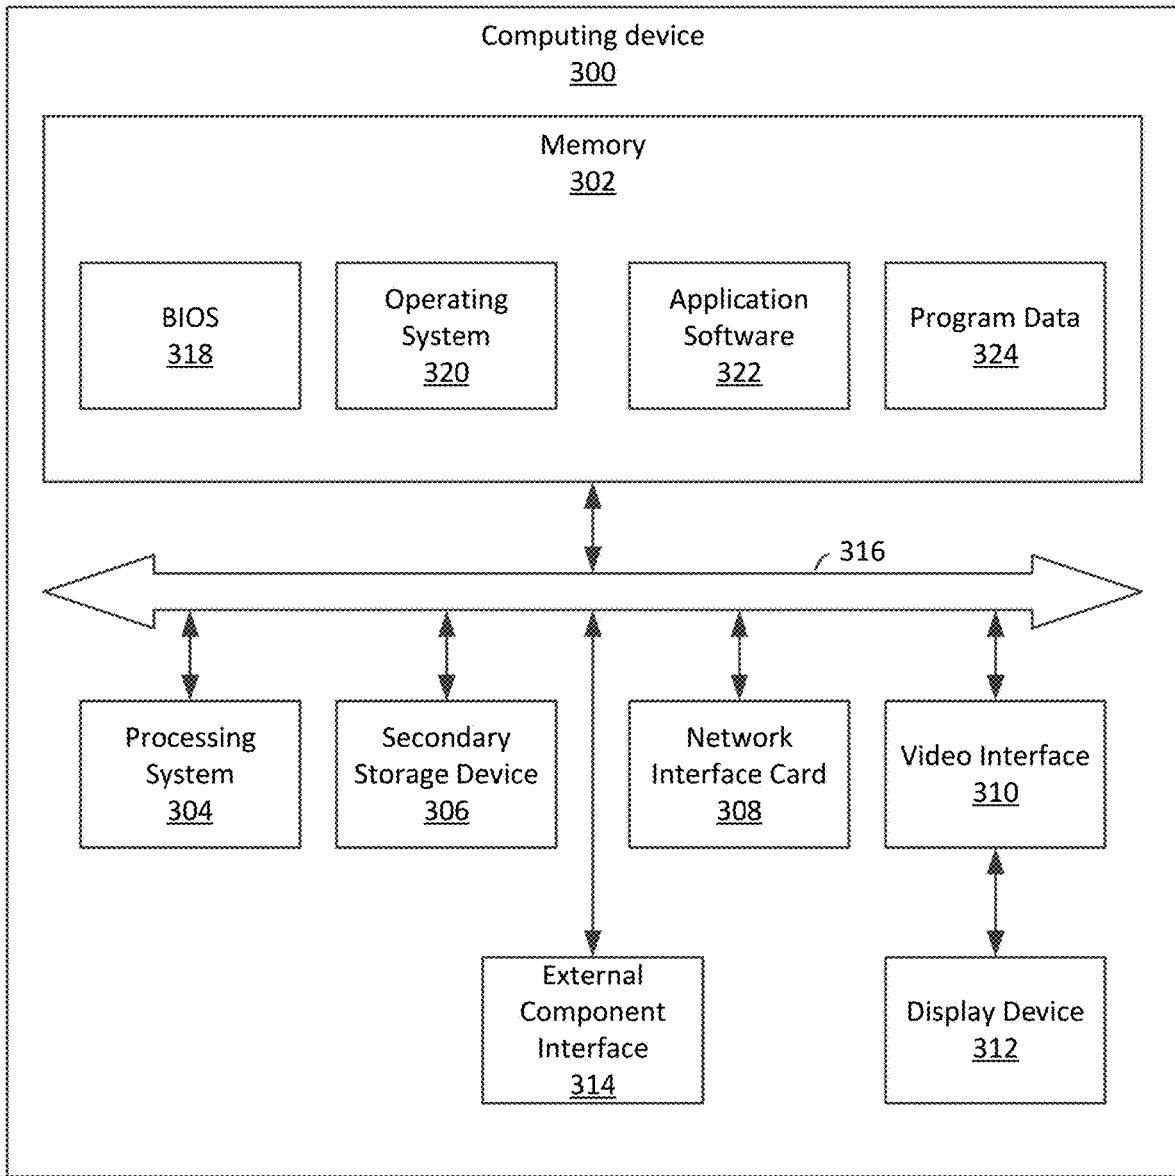 Computing device
300
Memory
302
BIOS
318
Operating
System
320
Application
Software
322
Program Data
324
316
Processing
System
304
Secondary
Storage Device
306
Network
Interface Card
308
Video Interface
310
External
Component
Interface
314
Display Device
312